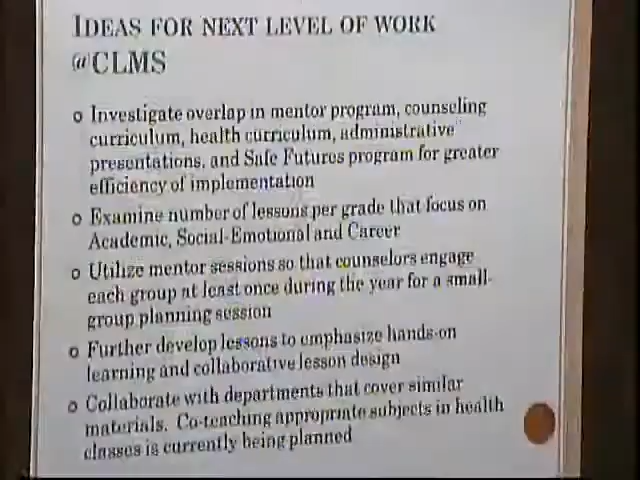 IDEAS FOR NEXT LEVEL OF WORK
@CLMS
o Investigate overlap in mentor program, counseling
curriculum, health curriculum, administrative
presentations, and Safe Futures program for greater
efficiency of implementation
o Examine number of lessons per grade that focus on
Academic, Social-Emotional and Career
o Utilize mentor sessions so that counselors engage
each group at least once during the year for a small-
group planning session
o Further develop lessons to emphasize hands-on
learning and collaborative lesson design
o Collaborate with departments that cover similar
materials. Co-teaching appropriate subjects in health
classes is currently being planned